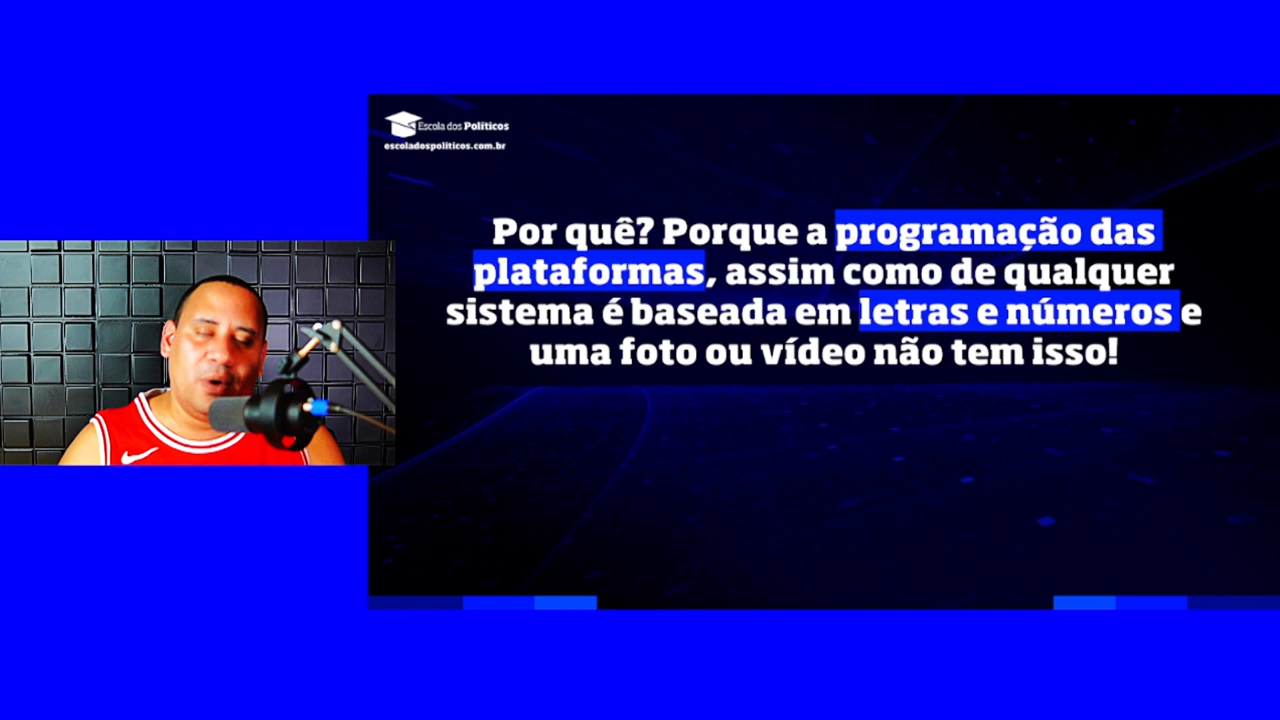 Escola dos Políticos
escoladospoliticos.com.br
Por quê? Porque a programação das
plataformas, assim como de qualquer
sistema é baseada em letras e números e
uma foto ou vídeo não tem isso!